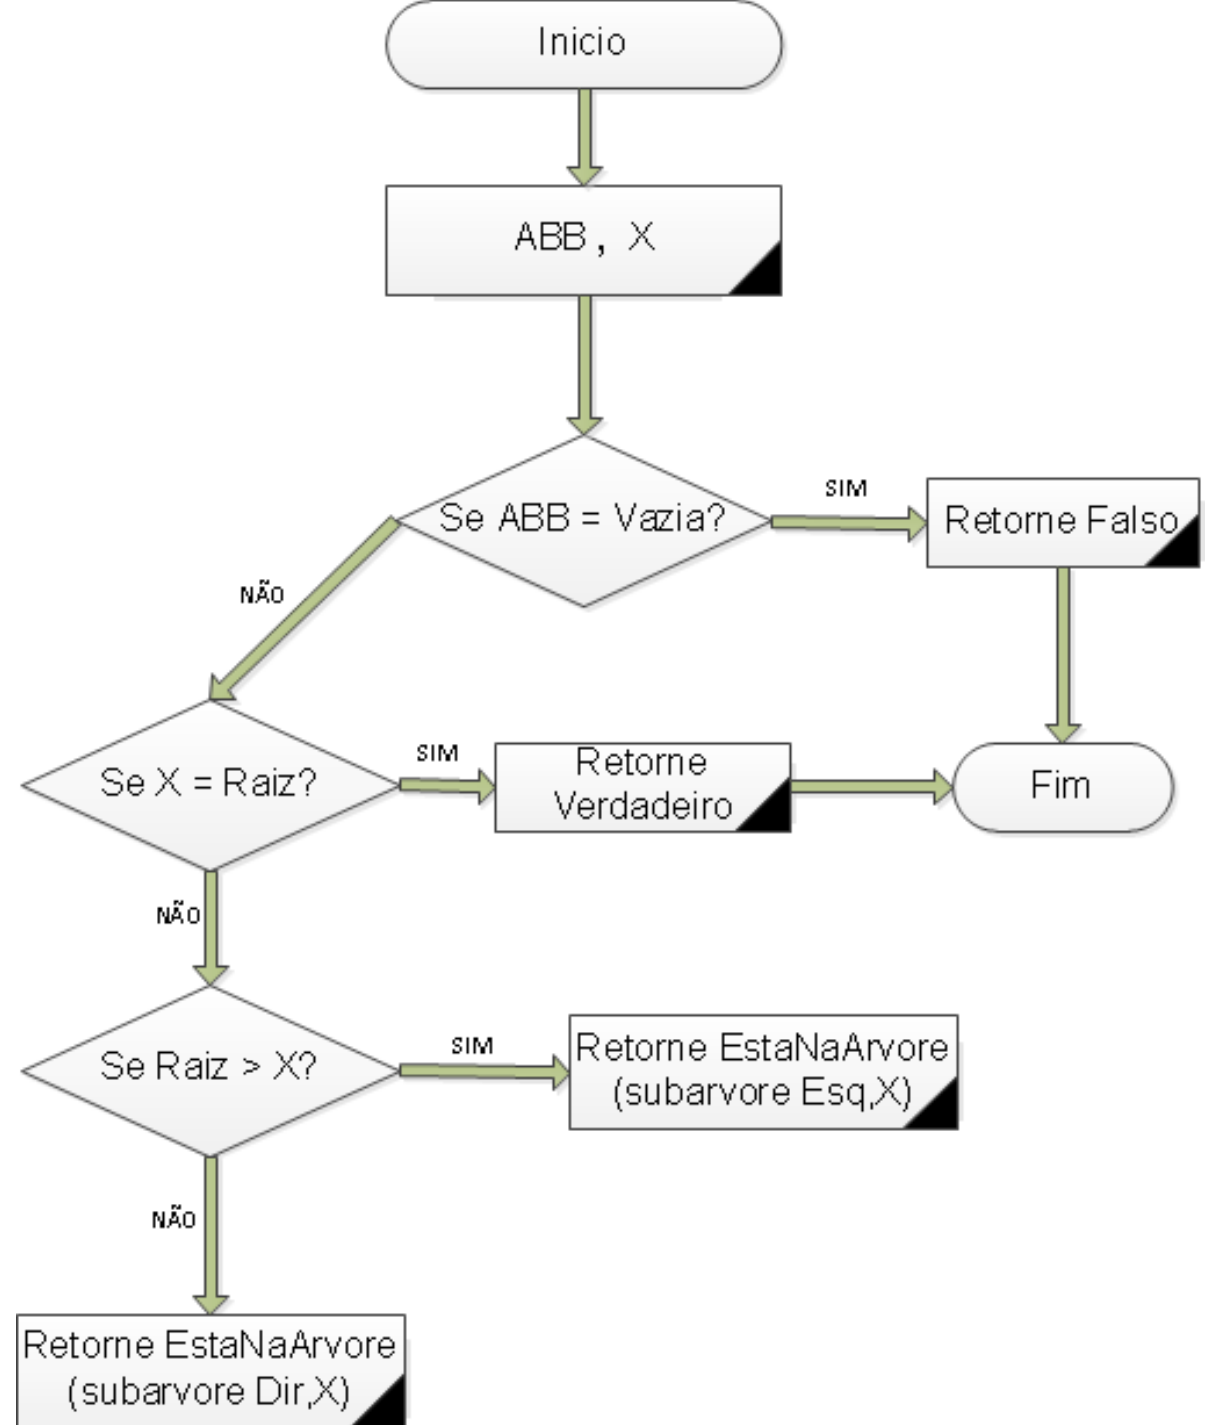 Inicio
ABB, X
Se ABB = Vazia?
SIM
Retorne Falso
NÃO
Se X = Raiz?
SIM
Retorne
Verdadeiro
Fim
NÃO
Se Raiz > X?
SIM
Retorne EstaNaArvore
(subarvore Esq,X)
NÃO
Retorne EstaNaArvore
(subarvore Dir,X)